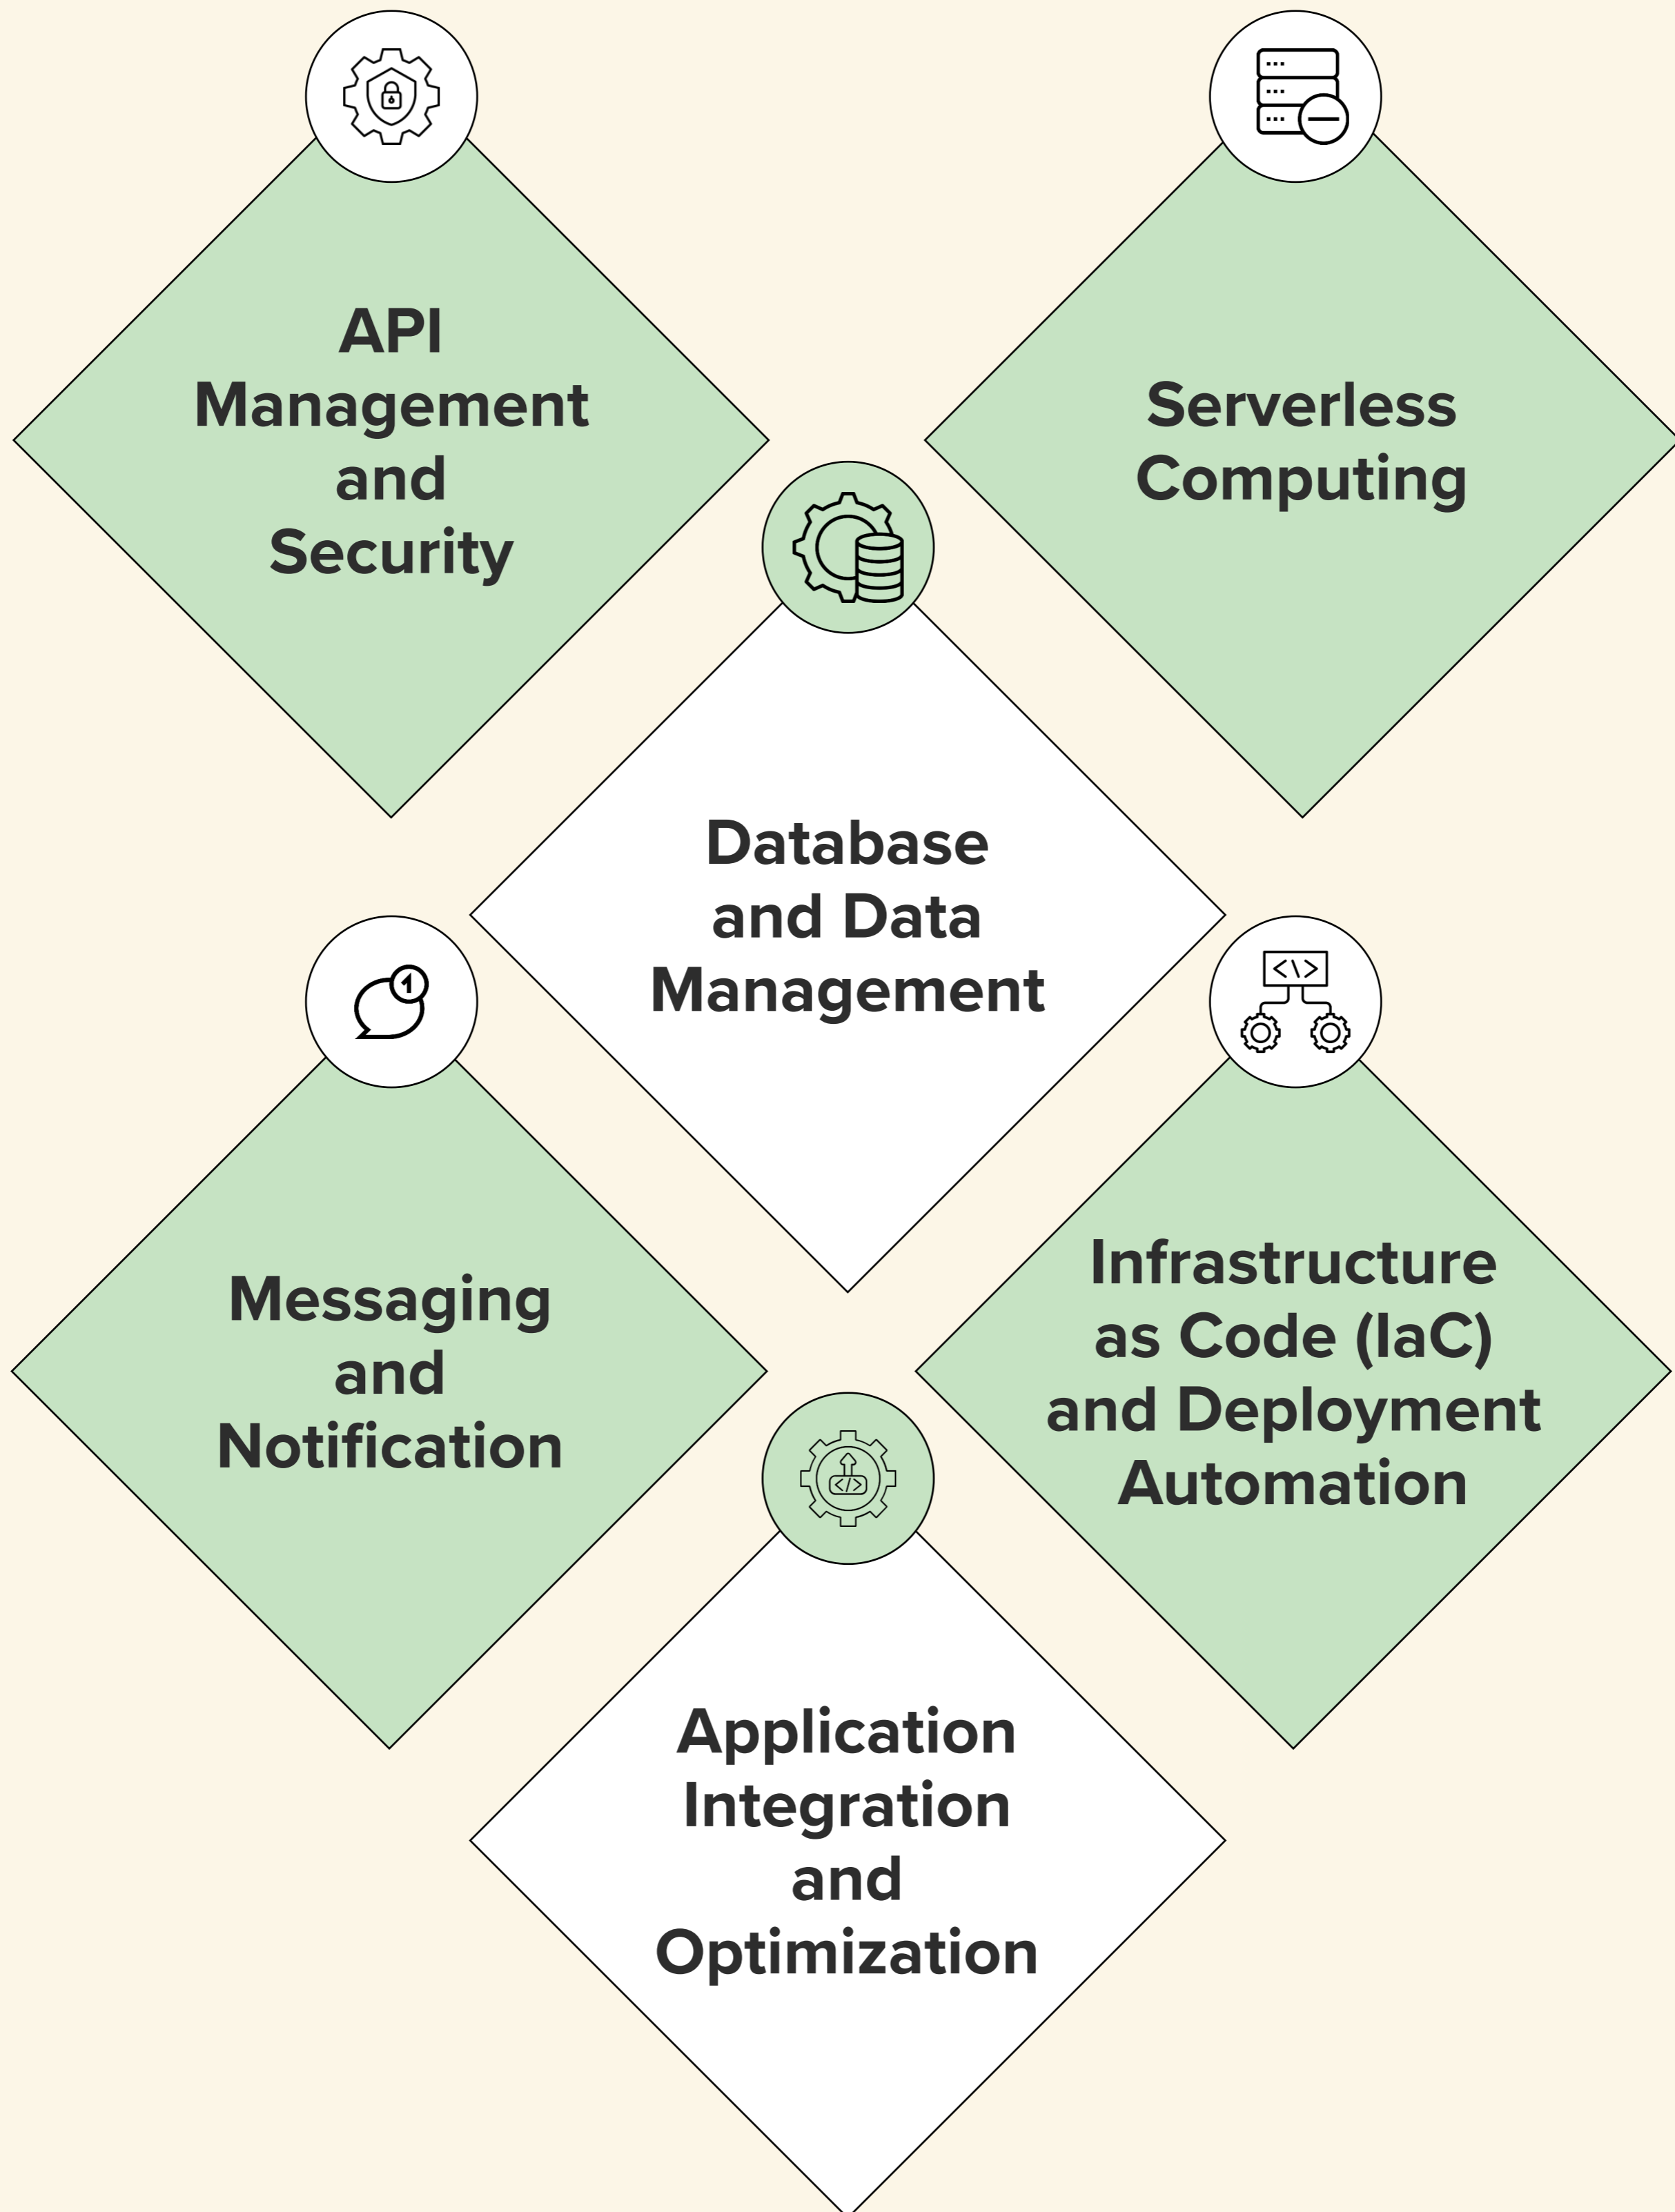 API
Management
and
Security
Serverless
Computing
Database
and Data
Management
1
Messaging
and
Notification
<\>
Infrastructure
as Code (IaC)
and Deployment
Automation
</>
Application
Integration
and
Optimization